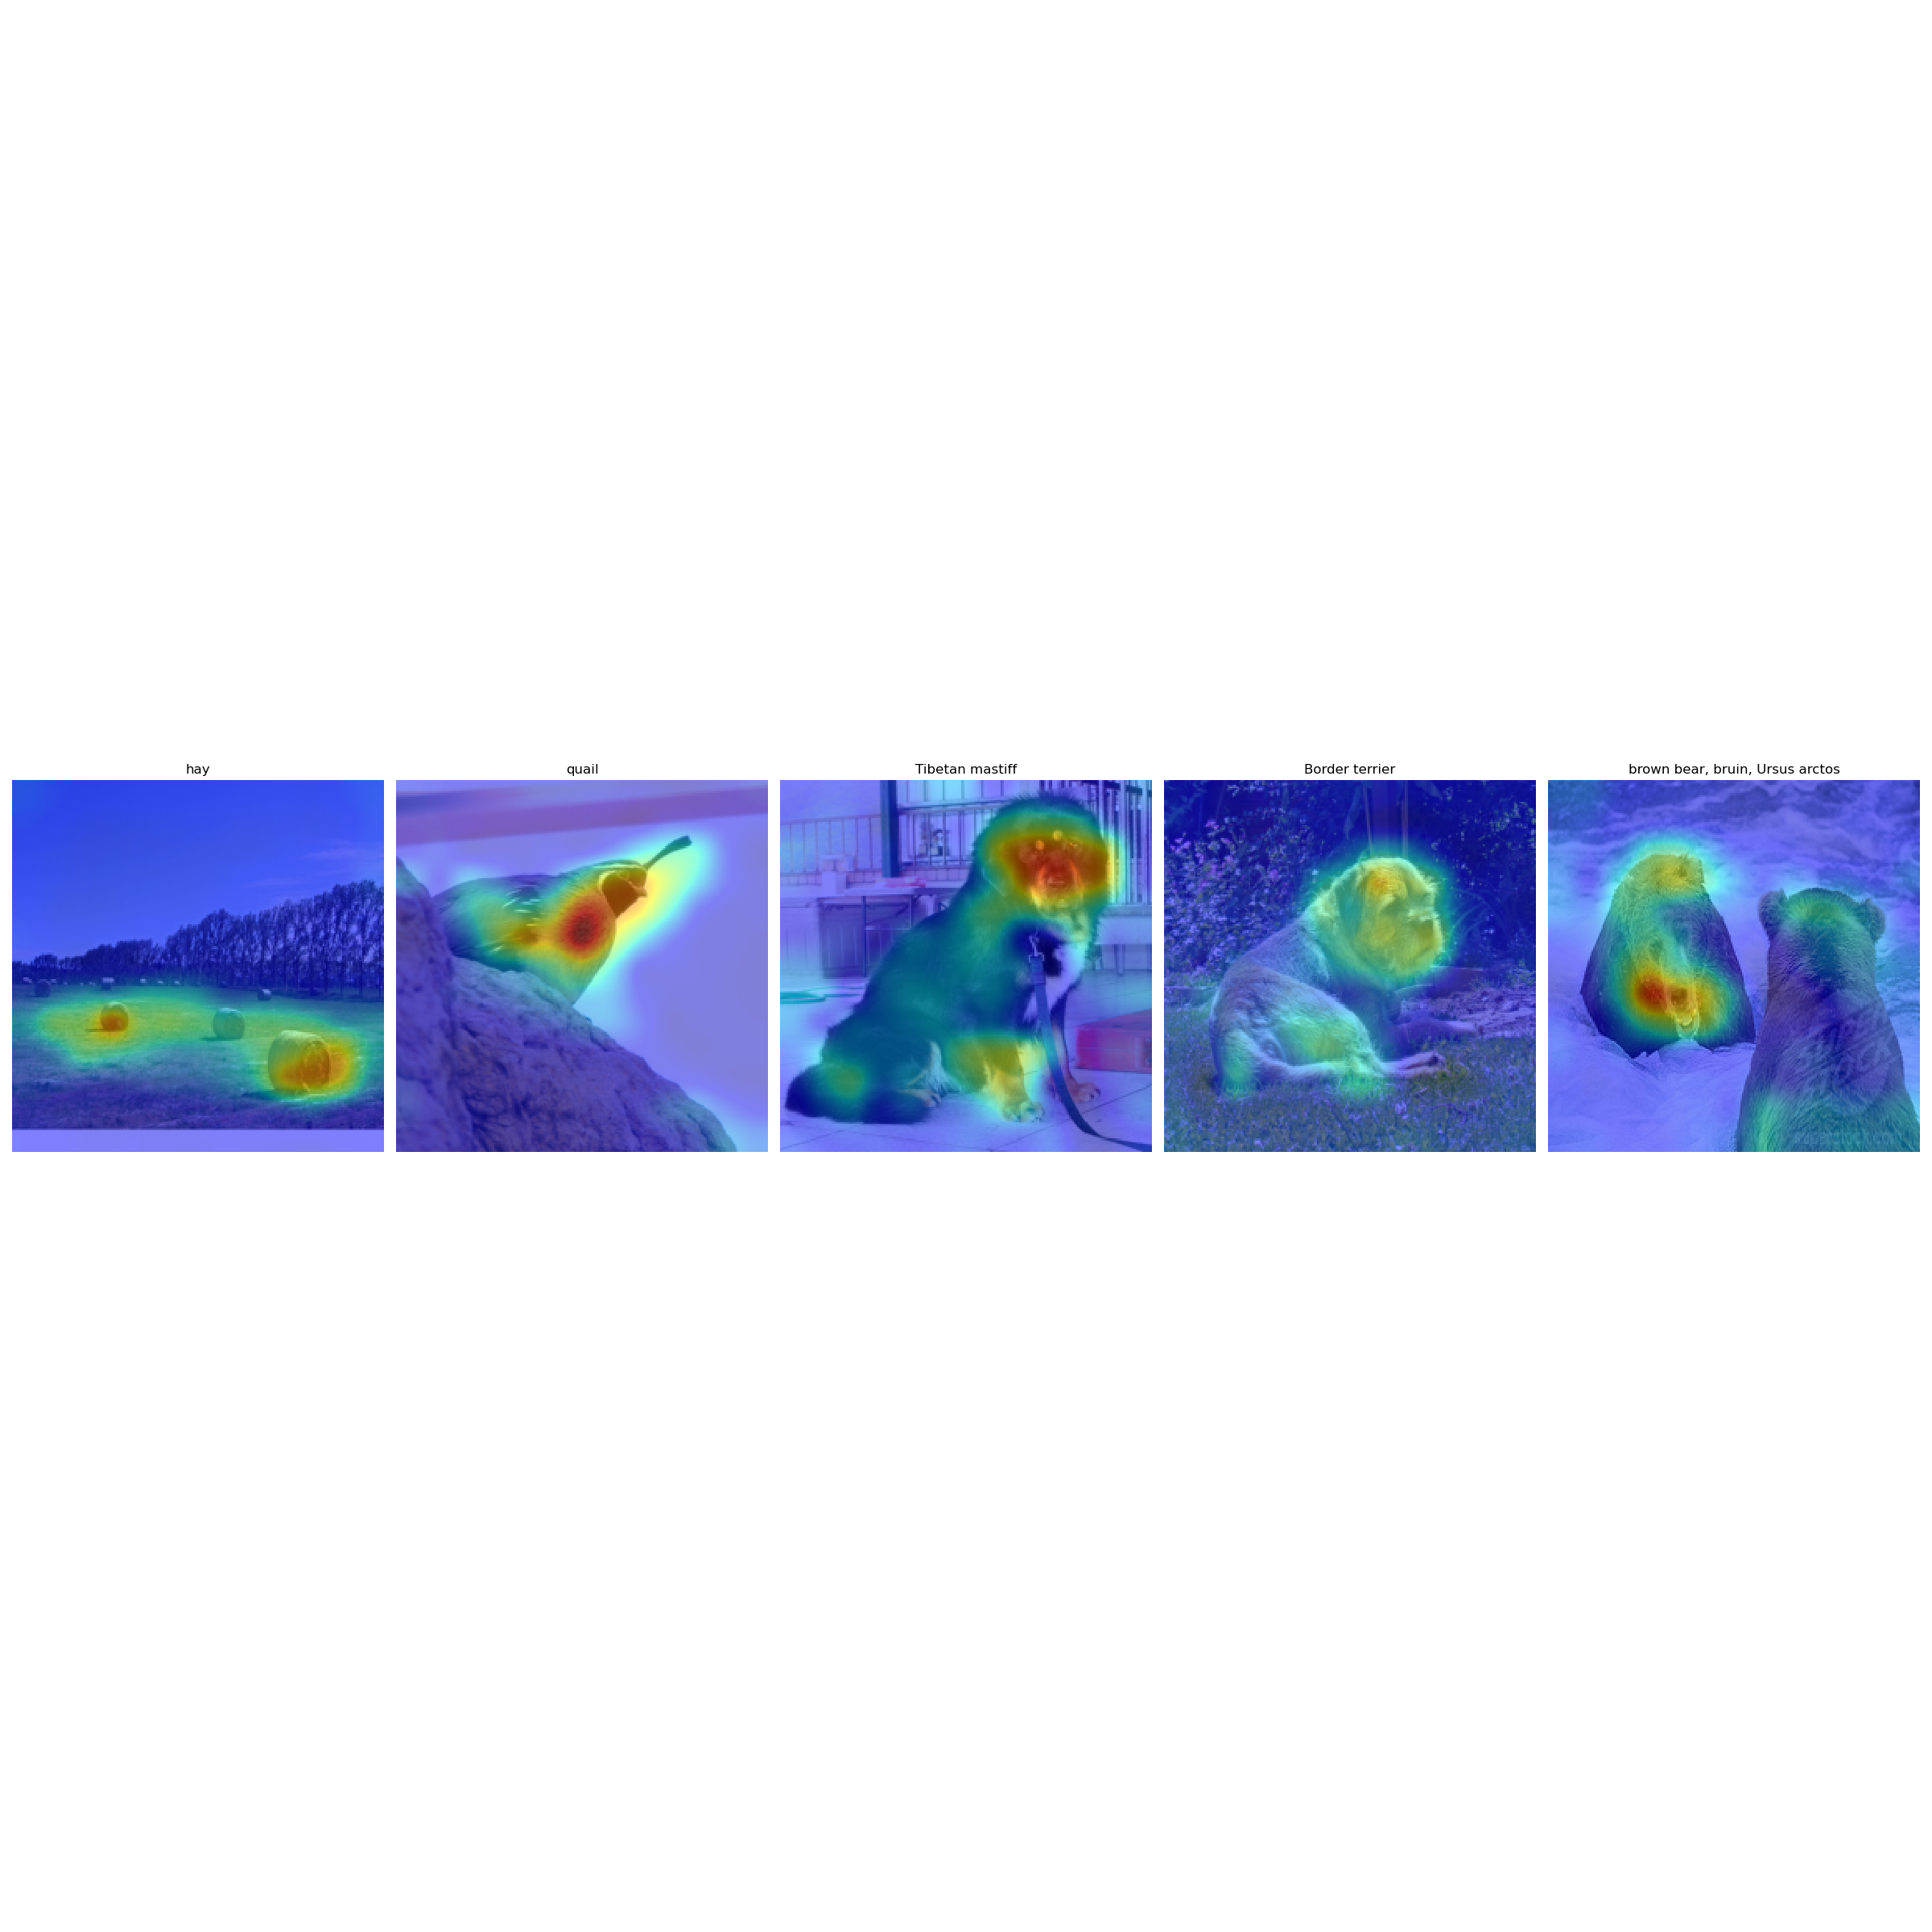 hay
quail
Tibetan mastiff
Border terrier
brown bear, bruin, Ursus arctos